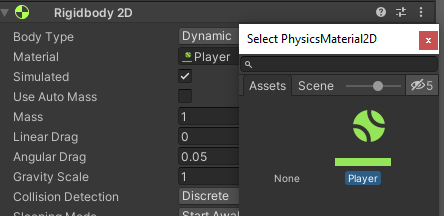 Rigidbody 2D
Body Type
Dynamic
Material
Player
Simulated
Use Auto Mass
Mass
1
Linear Drag
0
Angular Drag
0.05
Gravity Scale
1
Collision Detection
Discrete
Sleeping Mode
Start Awa
Select PhysicsMaterial2D
x
Assets
Scene
5
None
Player